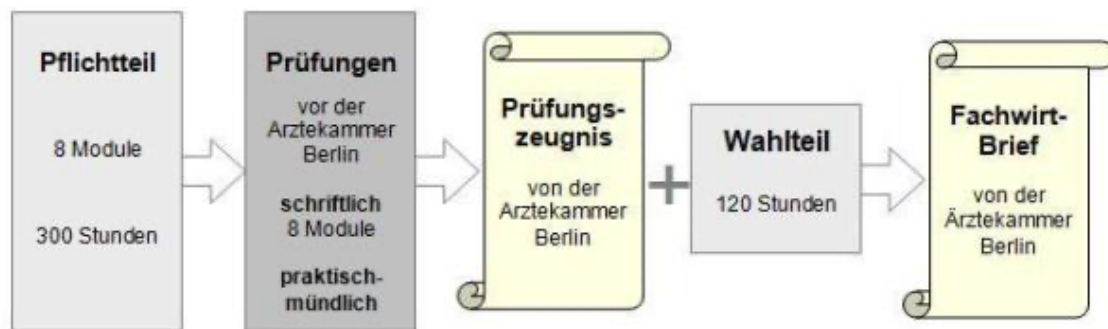 Pflichtteil
8 Module
300 Stunden
Prüfungen
vor der
Arztekammer
Berlin
schriftlich
8 Module
praktisch-
mündlich
Prüfungs-
zeugnis
von der
Arztekammer
Berlin
+
Wahlteil
120 Stunden
Fachwirt-
Brief
von der
Ärztekammer
Berlin